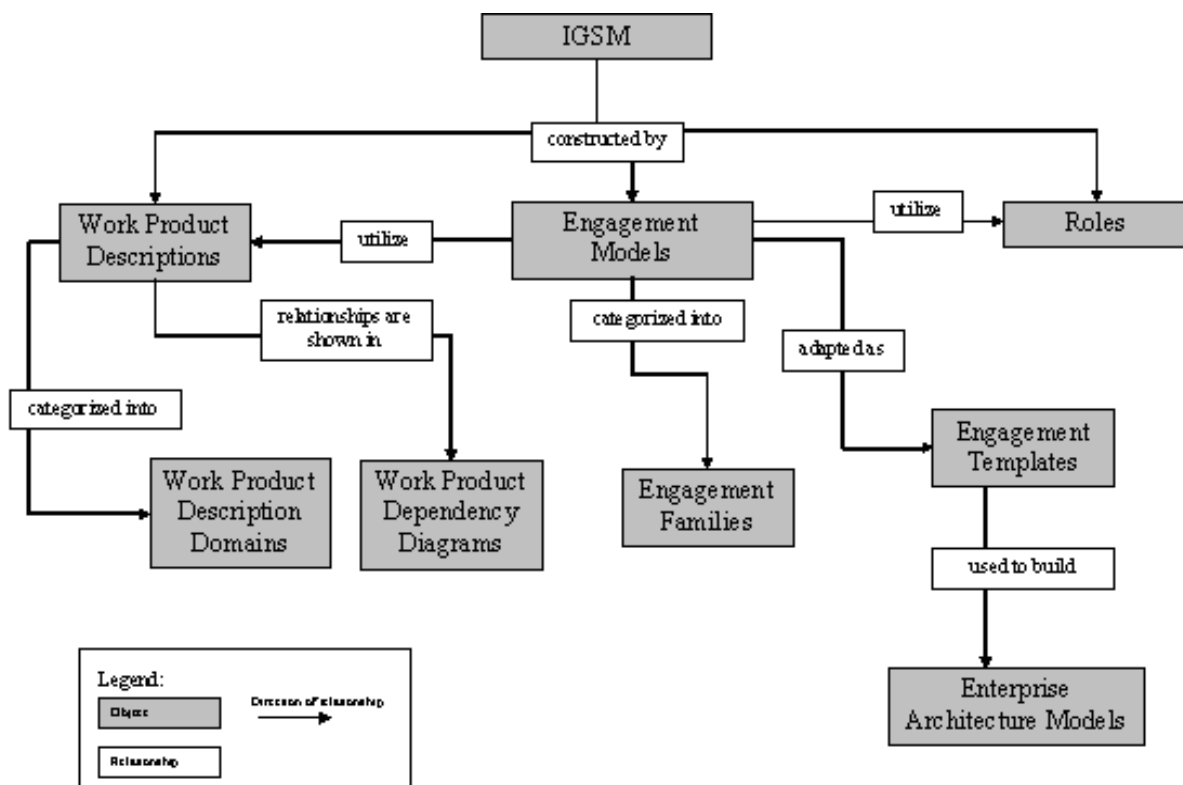 IGSM
constructed by
Work Product
Descriptions
utilize
Engagement
Models
utilize
Roles
relationships are
shown in
categorized into
adapted as
categorized into
Work Product
Description
Domains
Work Product
Dependency
Diagrams
Engagement
Families
Engagement
Templates
used to build
Enterprise
Architecture Models
Legend:
Object
Direction of relationship
Relationship